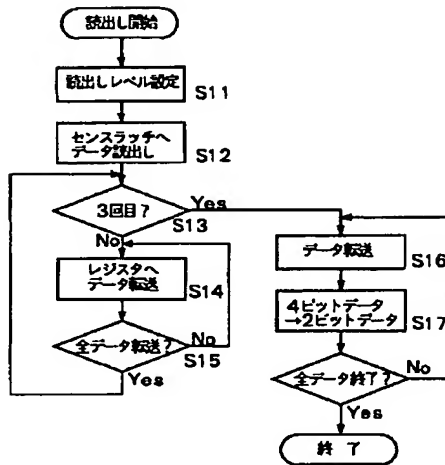 読出し開始
読出しレベル設定
S11
センスラッチへ
データ読出し
S12
3回目?
Yes
S13
No
レジスタへ
データ転送
S14
全データ転送?
No
S15
Yes
データ転送
S16
4ビットデータ
→2ビットデータ
S17
全データ終了?
No
Yes
終 了